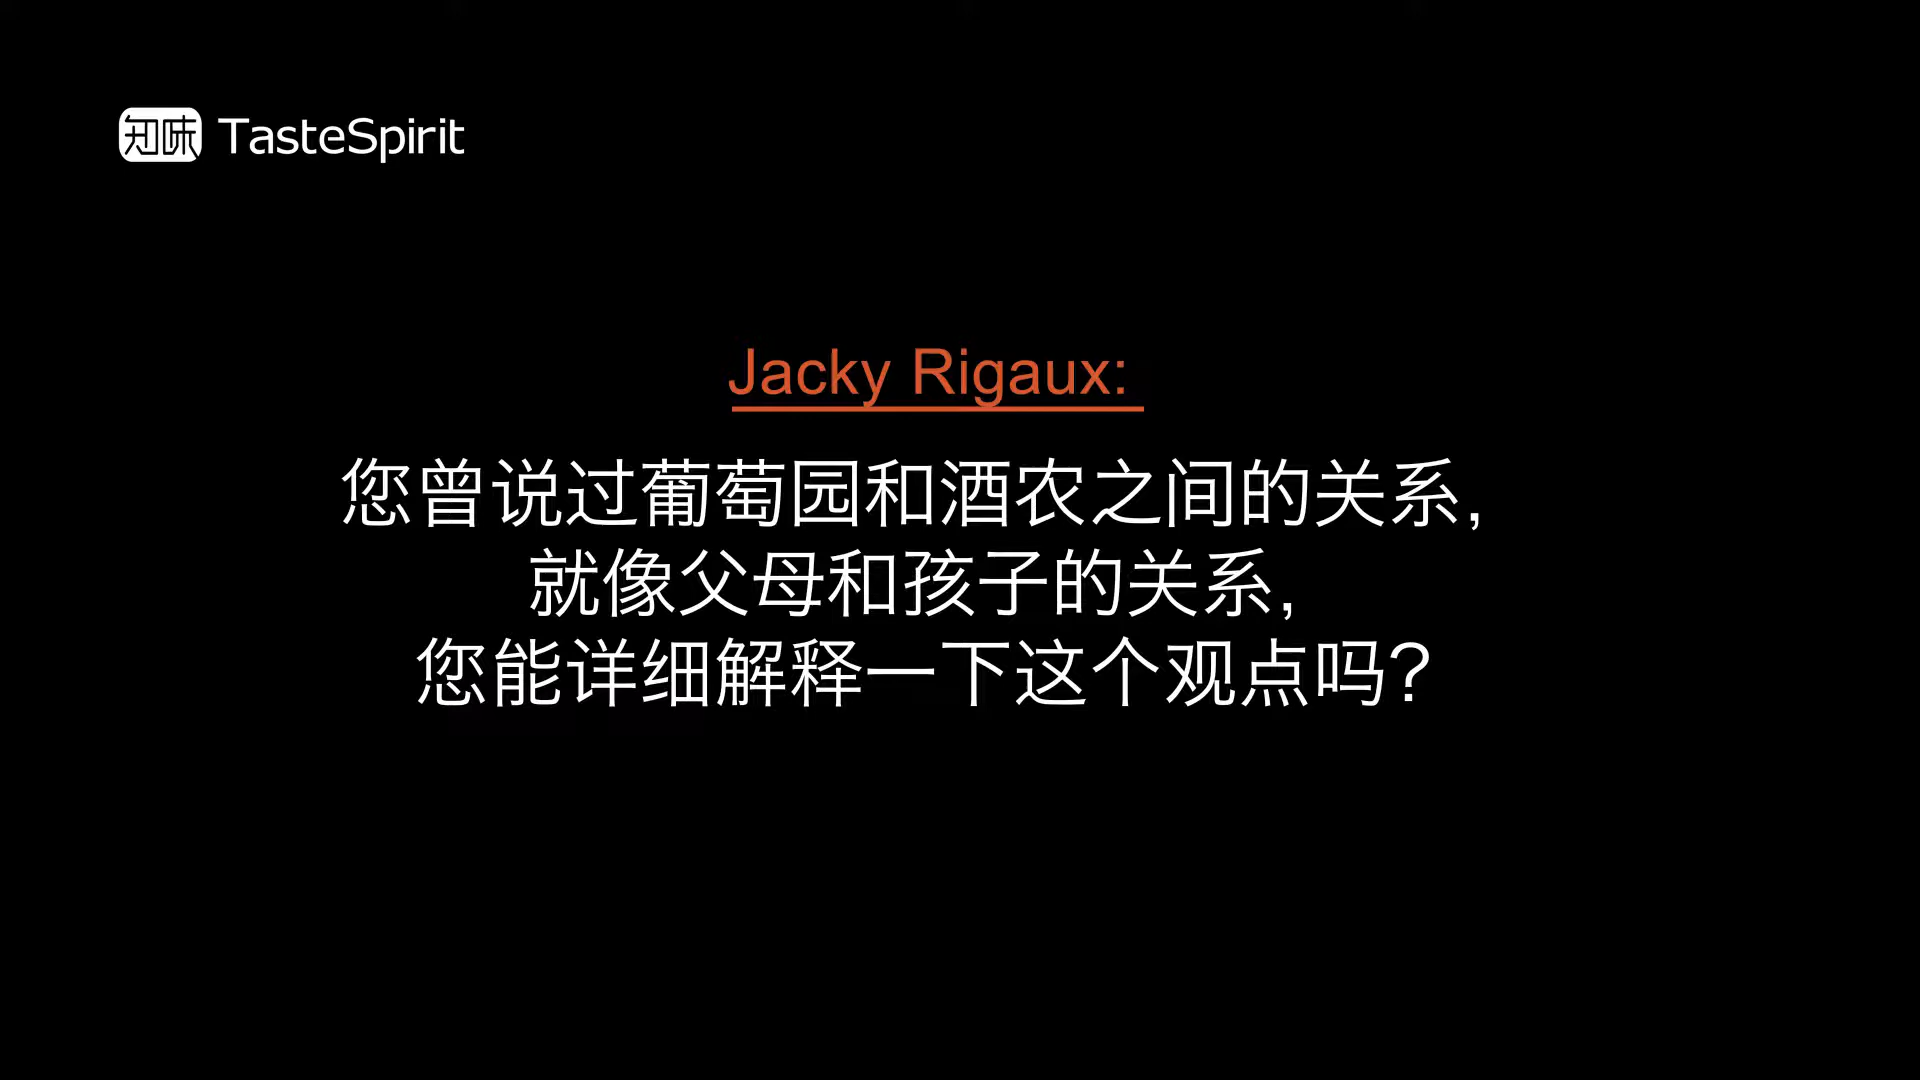 知味 TasteSpirit
Jacky Rigaux:
您曾说过葡萄园和酒农之间的关系,
就像父母和孩子的关系,
您能详细解释一下这个观点吗?